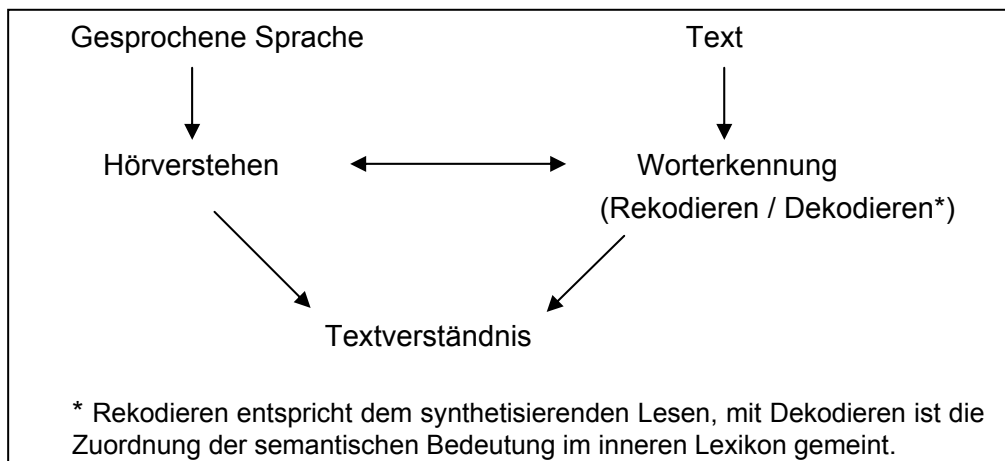 Gesprochene Sprache Text
Hörverstehen Worterkennung
(Rekodieren / Dekodieren*)
Textverständnis
* Rekodieren entspricht dem synthetisierenden Lesen, mit Dekodieren ist die
Zuordnung der semantischen Bedeutung im inneren Lexikon gemeint.